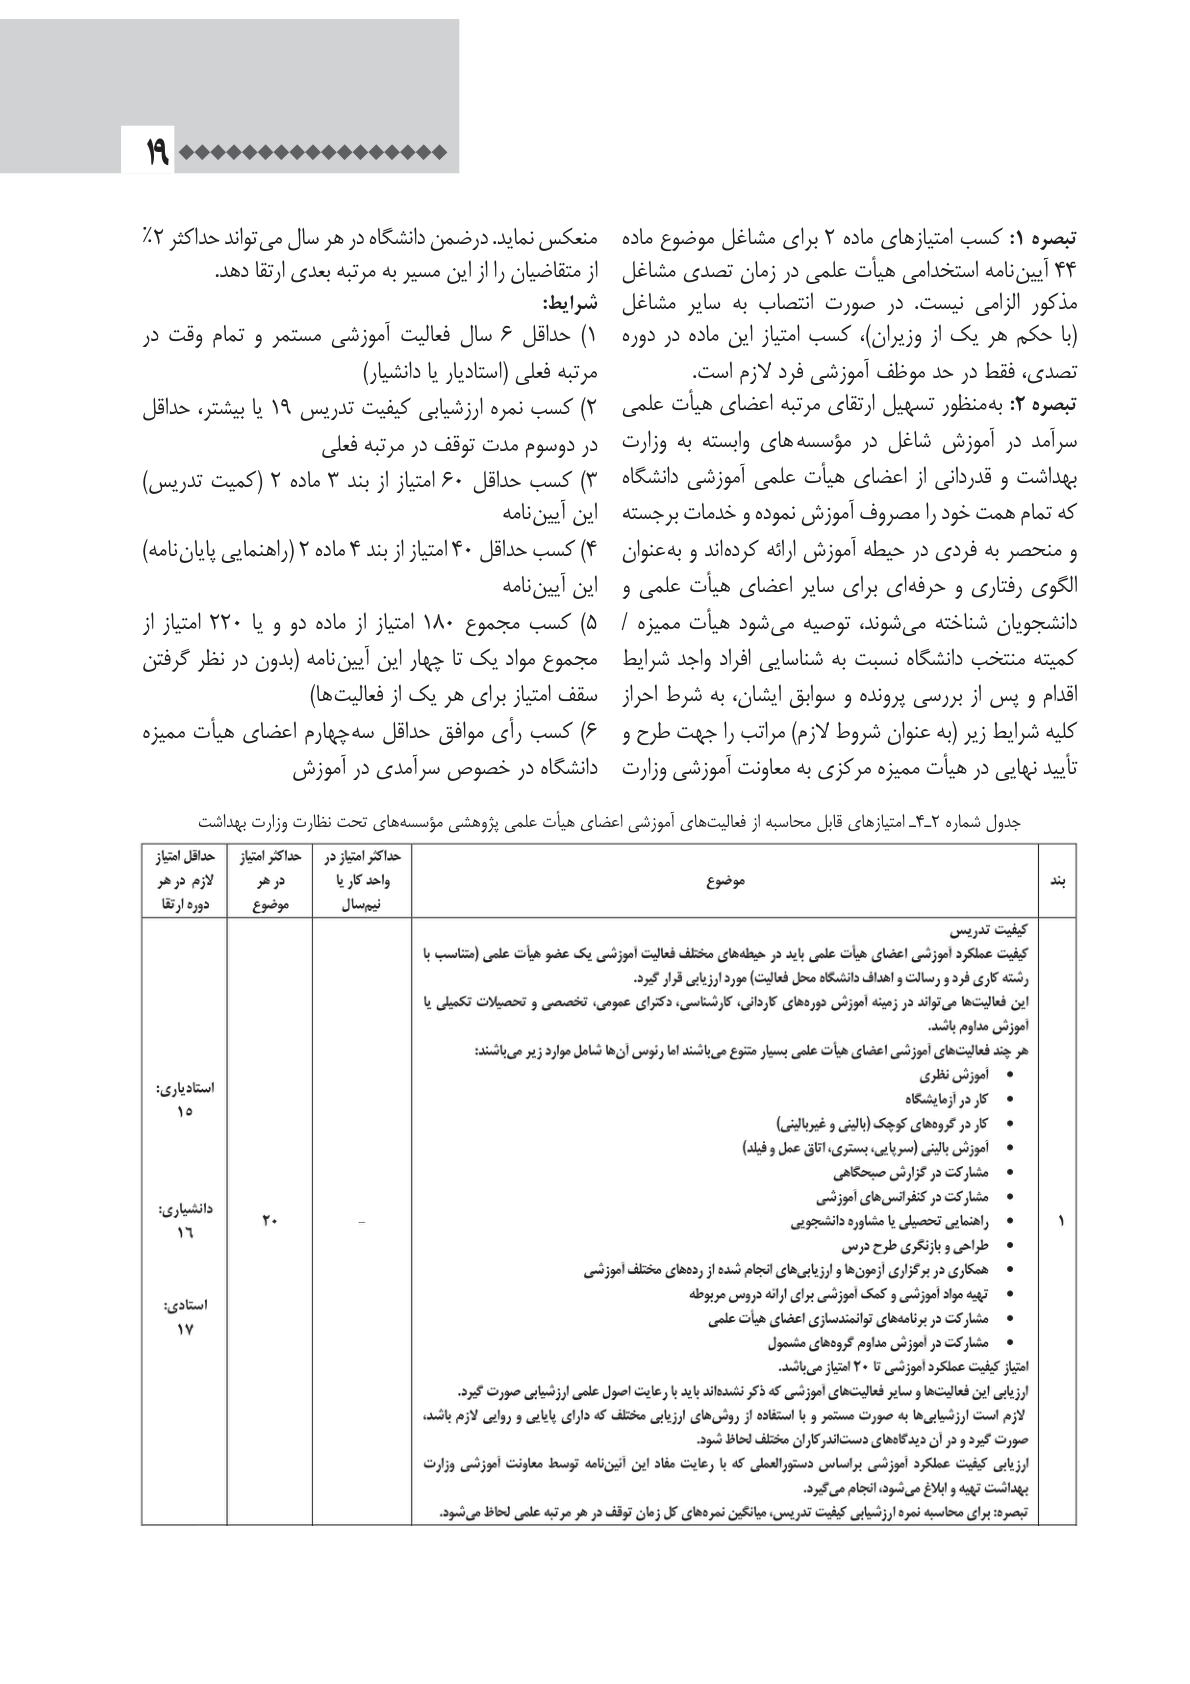 ۱۹
تبصره ۱: کسب امتیازهای ماده ۲ برای مشاغل موضوع ماده
۴۴ آیین‌نامه استخدامی هیأت علمی در زمان تصدی مشاغل
مذکور الزامی نیست. در صورت انتصاب به سایر مشاغل
(با حکم هر یک از وزیران)، کسب امتیاز این ماده در دوره
تصدی، فقط در حد موظف آموزشی فرد لازم است.
تبصره ۲: به‌منظور تسهیل ارتقای مرتبه اعضای هیأت علمی
سرآمد در آموزش شاغل در مؤسسه‌های وابسته به وزارت
بهداشت و قدردانی از اعضای هیأت علمی آموزشی دانشگاه
که تمام همت خود را مصروف آموزش نموده و خدمات برجسته
و منحصر به فردی در حیطه آموزش ارائه کرده‌اند و به‌عنوان
الگوی رفتاری و حرفه‌ای برای سایر اعضای هیأت علمی و
دانشجویان شناخته می‌شوند، توصیه می‌شود هیأت ممیزه /
کمیته منتخب دانشگاه نسبت به شناسایی افراد واجد شرایط
اقدام و پس از بررسی پرونده و سوابق ایشان، به شرط احراز
کلیه شرایط زیر (به عنوان شروط لازم) مراتب را جهت طرح و
تأیید نهایی در هیأت ممیزه مرکزی به معاونت آموزشی وزارت
منعکس نماید. درضمن دانشگاه در هر سال می‌تواند حداکثر ۲٪
از متقاضیان را از این مسیر به مرتبه بعدی ارتقا دهد.
شرایط:
۱) حداقل ۶ سال فعالیت آموزشی مستمر و تمام وقت در
مرتبه فعلی (استادیار یا دانشیار)
۲) کسب نمره ارزشیابی کیفیت تدریس ۱۹ یا بیشتر، حداقل
در دوسوم مدت توقف در مرتبه فعلی
۳) کسب حداقل ۶۰ امتیاز از بند ۳ ماده ۲ (کمیت تدریس)
این آیین‌نامه
۴) کسب حداقل ۴۰ امتیاز از بند ۴ ماده ۲ (راهنمایی پایان‌نامه)
این آیین‌نامه
۵) کسب مجموع ۱۸۰ امتیاز از ماده دو و یا ۲۲۰ امتیاز از
مجموع مواد یک تا چهار این آیین‌نامه (بدون در نظر گرفتن
سقف امتیاز برای هر یک از فعالیت‌ها)
۶) کسب رأی موافق حداقل سه‌چهارم اعضای هیأت ممیزه
دانشگاه در خصوص سرآمدی در آموزش
جدول شماره ۲ـ۴ـ امتیازهای قابل محاسبه از فعالیت‌های آموزشی اعضای هیأت علمی پژوهشی مؤسسه‌های تحت نظارت وزارت بهداشت
بند
موضوع
حداکثر امتیاز در
واحد کار یا
نیم‌سال
حداکثر امتیاز
در هر
موضوع
حداقل امتیاز
لازم در هر
دوره ارتقا
۱
کیفیت تدریس
کیفیت عملکرد آموزشی اعضای هیأت علمی باید در حیطه‌های مختلف فعالیت آموزشی یک عضو هیأت علمی (متناسب با
رشته کاری فرد و رسالت و اهداف دانشگاه محل فعالیت) مورد ارزیابی قرار گیرد.
این فعالیت‌ها می‌تواند در زمینه آموزش دوره‌های کاردانی، کارشناسی، دکترای عمومی، تخصصی و تحصیلات تکمیلی یا
آموزش مداوم باشد.
هر چند فعالیت‌های آموزشی اعضای هیأت علمی بسیار متنوع می‌باشند اما رئوس آن‌ها شامل موارد زیر می‌باشند:
• آموزش نظری
• کار در آزمایشگاه
• کار در گروه‌های کوچک (بالینی و غیربالینی)
• آموزش بالینی (سرپایی، بستری، اتاق عمل و فیلد)
• مشارکت در گزارش صبحگاهی
• مشارکت در کنفرانس‌های آموزشی
• راهنمایی تحصیلی یا مشاوره دانشجویی
• طراحی و بازنگری طرح درس
• همکاری در برگزاری آزمون‌ها و ارزیابی‌های انجام شده از رده‌های مختلف آموزشی
• تهیه مواد آموزشی و کمک آموزشی برای ارائه دروس مربوطه
• مشارکت در برنامه‌های توانمندسازی اعضای هیأت علمی
• مشارکت در آموزش مداوم گروه‌های مشمول
امتیاز کیفیت عملکرد آموزشی تا ۲۰ امتیاز می‌باشد.
ارزیابی این فعالیت‌ها و سایر فعالیت‌های آموزشی که ذکر نشده‌اند باید با رعایت اصول علمی ارزشیابی صورت گیرد.
لازم است ارزشیابی‌ها به صورت مستمر و با استفاده از روش‌های ارزیابی مختلف که دارای پایایی و روایی لازم باشد،
صورت گیرد و در آن دیدگاه‌های دست‌اندرکاران مختلف لحاظ شود.
ارزیابی کیفیت عملکرد آموزشی براساس دستورالعملی که با رعایت مفاد این آئین‌نامه توسط معاونت آموزشی وزارت
بهداشت تهیه و ابلاغ می‌شود، انجام می‌گیرد.
تبصره: برای محاسبه نمره ارزشیابی کیفیت تدریس، میانگین نمره‌های کل زمان توقف در هر مرتبه علمی لحاظ می‌شود.
–
۲۰
استادیاری:
۱۵
دانشیاری:
۱۶
استادی:
۱۷